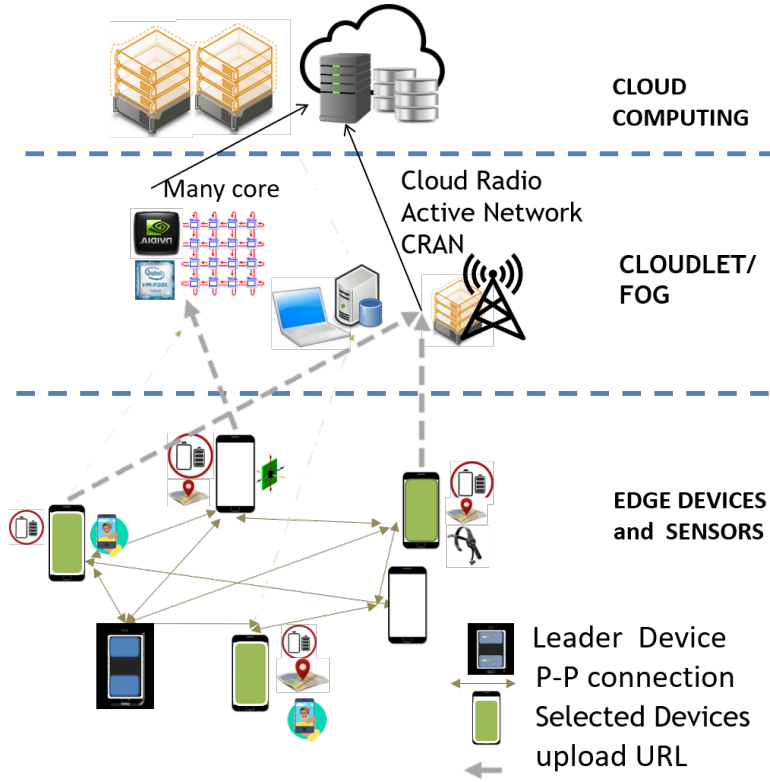 CLOUD
COMPUTING
Many core
Cloud Radio
Active Network
CRAN
NVIDIA.
CLOUDLET/
FOG
EDGE DEVICES
and SENSORS
Leader Device
P-P connection
Selected Devices
upload URL